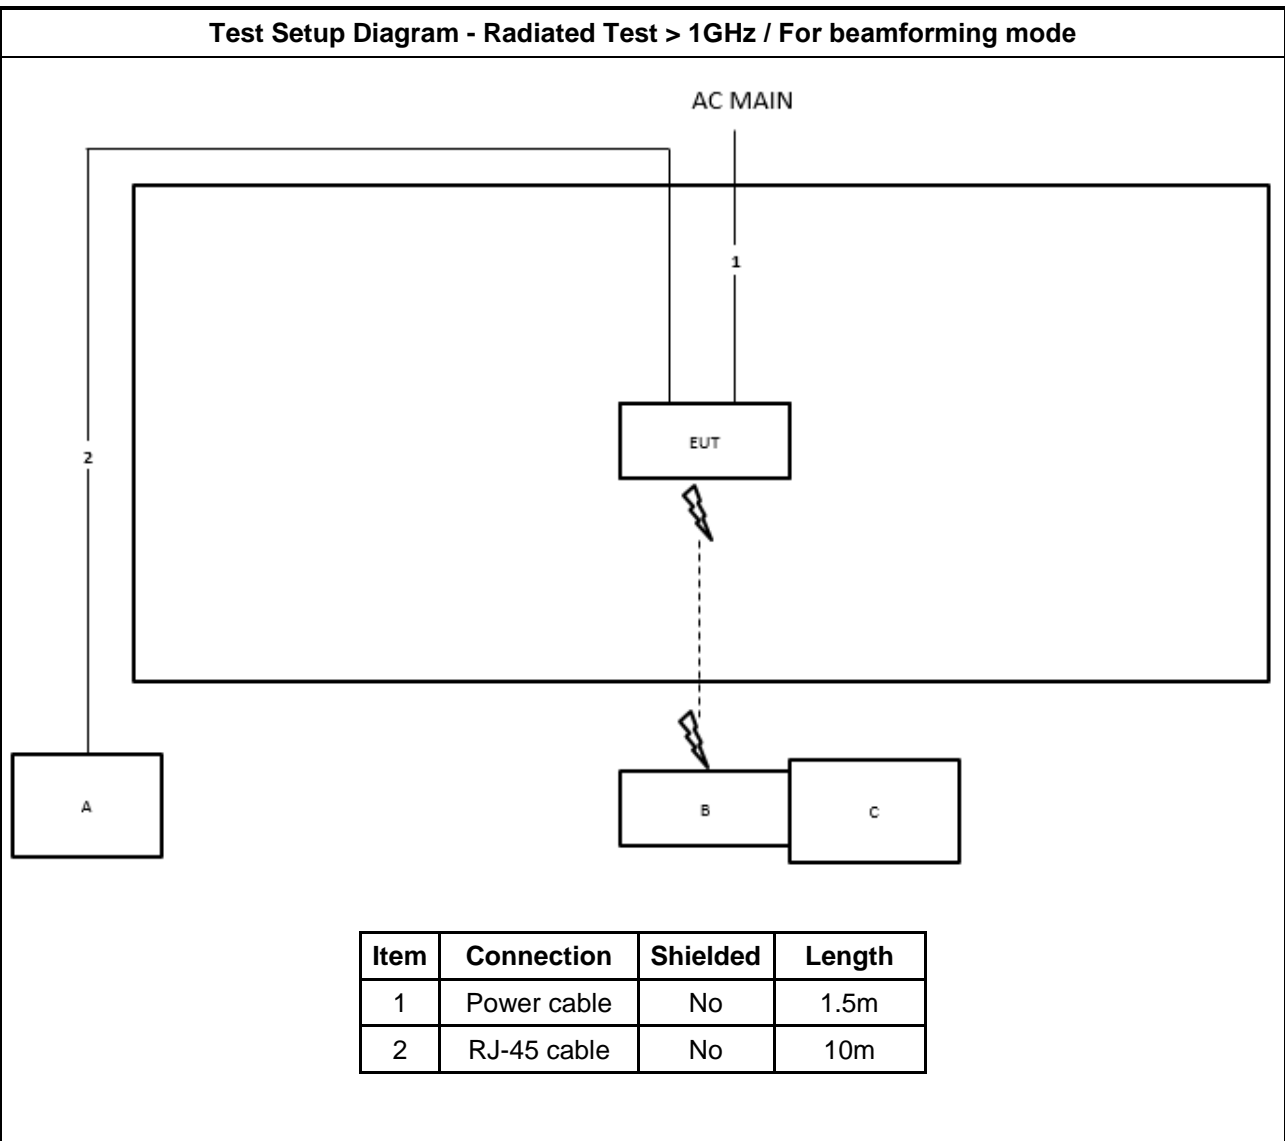 Test Setup Diagram - Radiated Test > 1GHz / For beamforming mode
AC MAIN
1
EUT
2
A
B
C
Item Connection Shielded Length
1 Power cable No 1.5m
2 RJ-45 cable No 10m